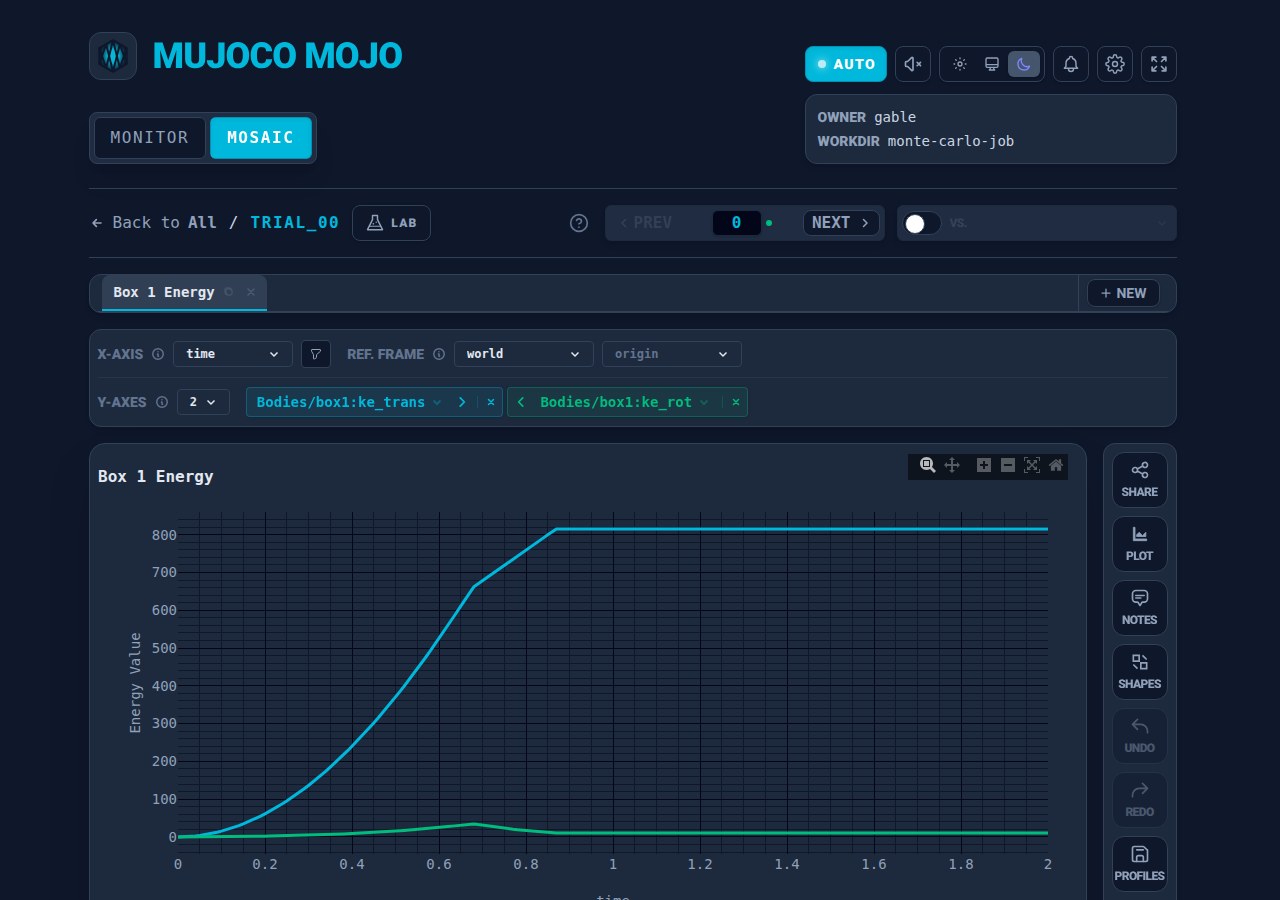 MUJOCO MOJO
AUTO
OWNER gable
WORKDIR monte-carlo-job
MONITOR MOSAIC
← Back to All / TRIAL_00 LAB
PREV 0 NEXT VS.
Box 1 Energy
+ NEW
X-AXIS time REF. FRAME world origin
Y-AXES 2 Bodies/box1:ke_trans Bodies/box1:ke_rot
Box 1 Energy
SHARE
PLOT
NOTES
SHAPES
UNDO
REDO
PROFILES
Energy Value
800
700
600
500
400
300
200
100
0
0 0.2 0.4 0.6 0.8 1 1.2 1.4 1.6 1.8 2
time